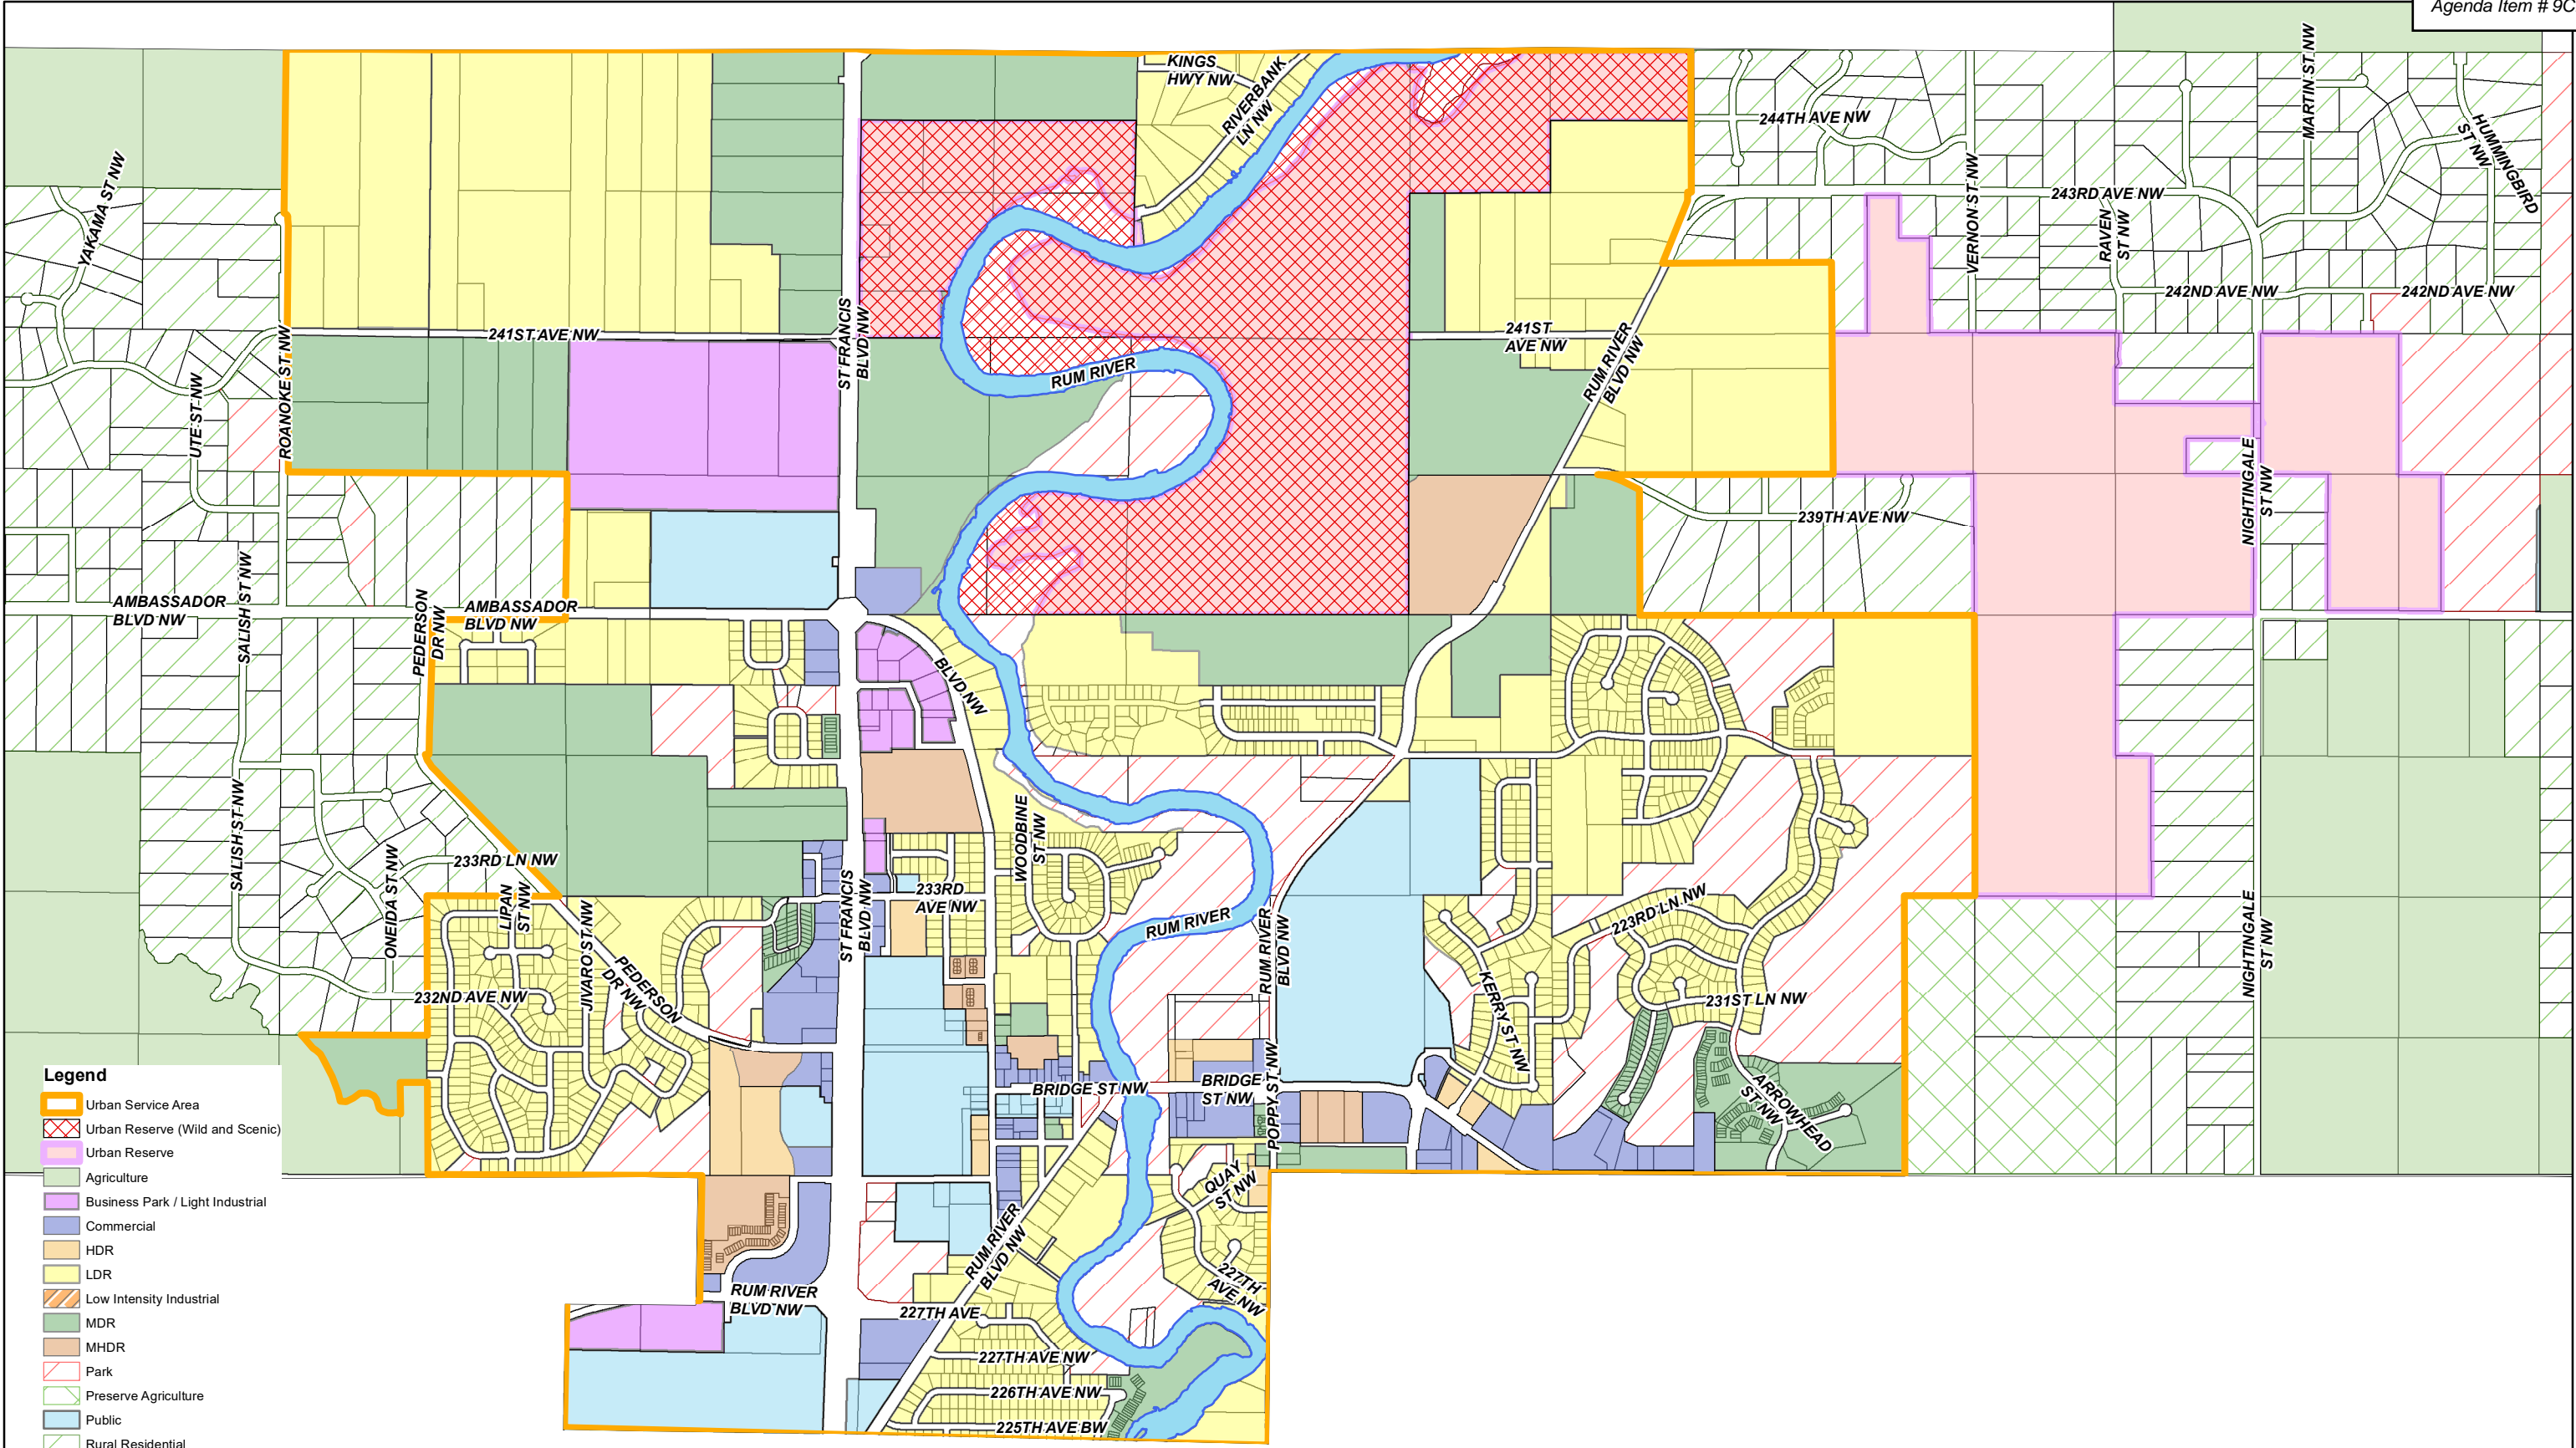 Agenda Item # 9C
KINGS
HWY NW
RIVERBANK
LN NW
MARTIN ST NW
HUMMINGBIRD
ST NW
244TH AVE NW
YAKAMA ST NW
VERNON ST NW
243RD AVE NW
RAVEN
ST NW
242ND AVE NW
242ND AVE NW
241ST AVE NW
ST FRANCIS
BLVD NW
241ST
AVE NW
RUM RIVER
BLVD NW
ROANOKE ST NW
UTE ST NW
RUM RIVER
NIGHTINGALE
ST NW
239TH AVE NW
SALISH ST NW
AMBASSADOR
BLVD NW
PEDERSON
DR NW
AMBASSADOR
BLVD NW
BLVD NW
SALISH ST NW
WOODBINE
ST NW
ONEIDA ST NW
233RD LN NW
LIPAN
ST NW
JIVARO ST NW
ST FRANCIS
BLVD NW
233RD
AVE NW
RUM RIVER
RUM RIVER
BLVD NW
223RD LN NW
NIGHTINGALE
ST NW
232ND AVE NW
PEDERSON
DR NW
KERRY ST NW
231ST LN NW
BRIDGE ST NW
BRIDGE
ST NW
POPPY ST NW
ARROWHEAD
ST NW
QUAY
ST NW
RUM RIVER
BLVD NW
227TH
AVE NW
RUM RIVER
BLVD NW
227TH AVE
227TH AVE NW
226TH AVE NW
225TH AVE BW
Legend
Urban Service Area
Urban Reserve (Wild and Scenic)
Urban Reserve
Agriculture
Business Park / Light Industrial
Commercial
HDR
LDR
Low Intensity Industrial
MDR
MHDR
Park
Preserve Agriculture
Public
Rural Residential